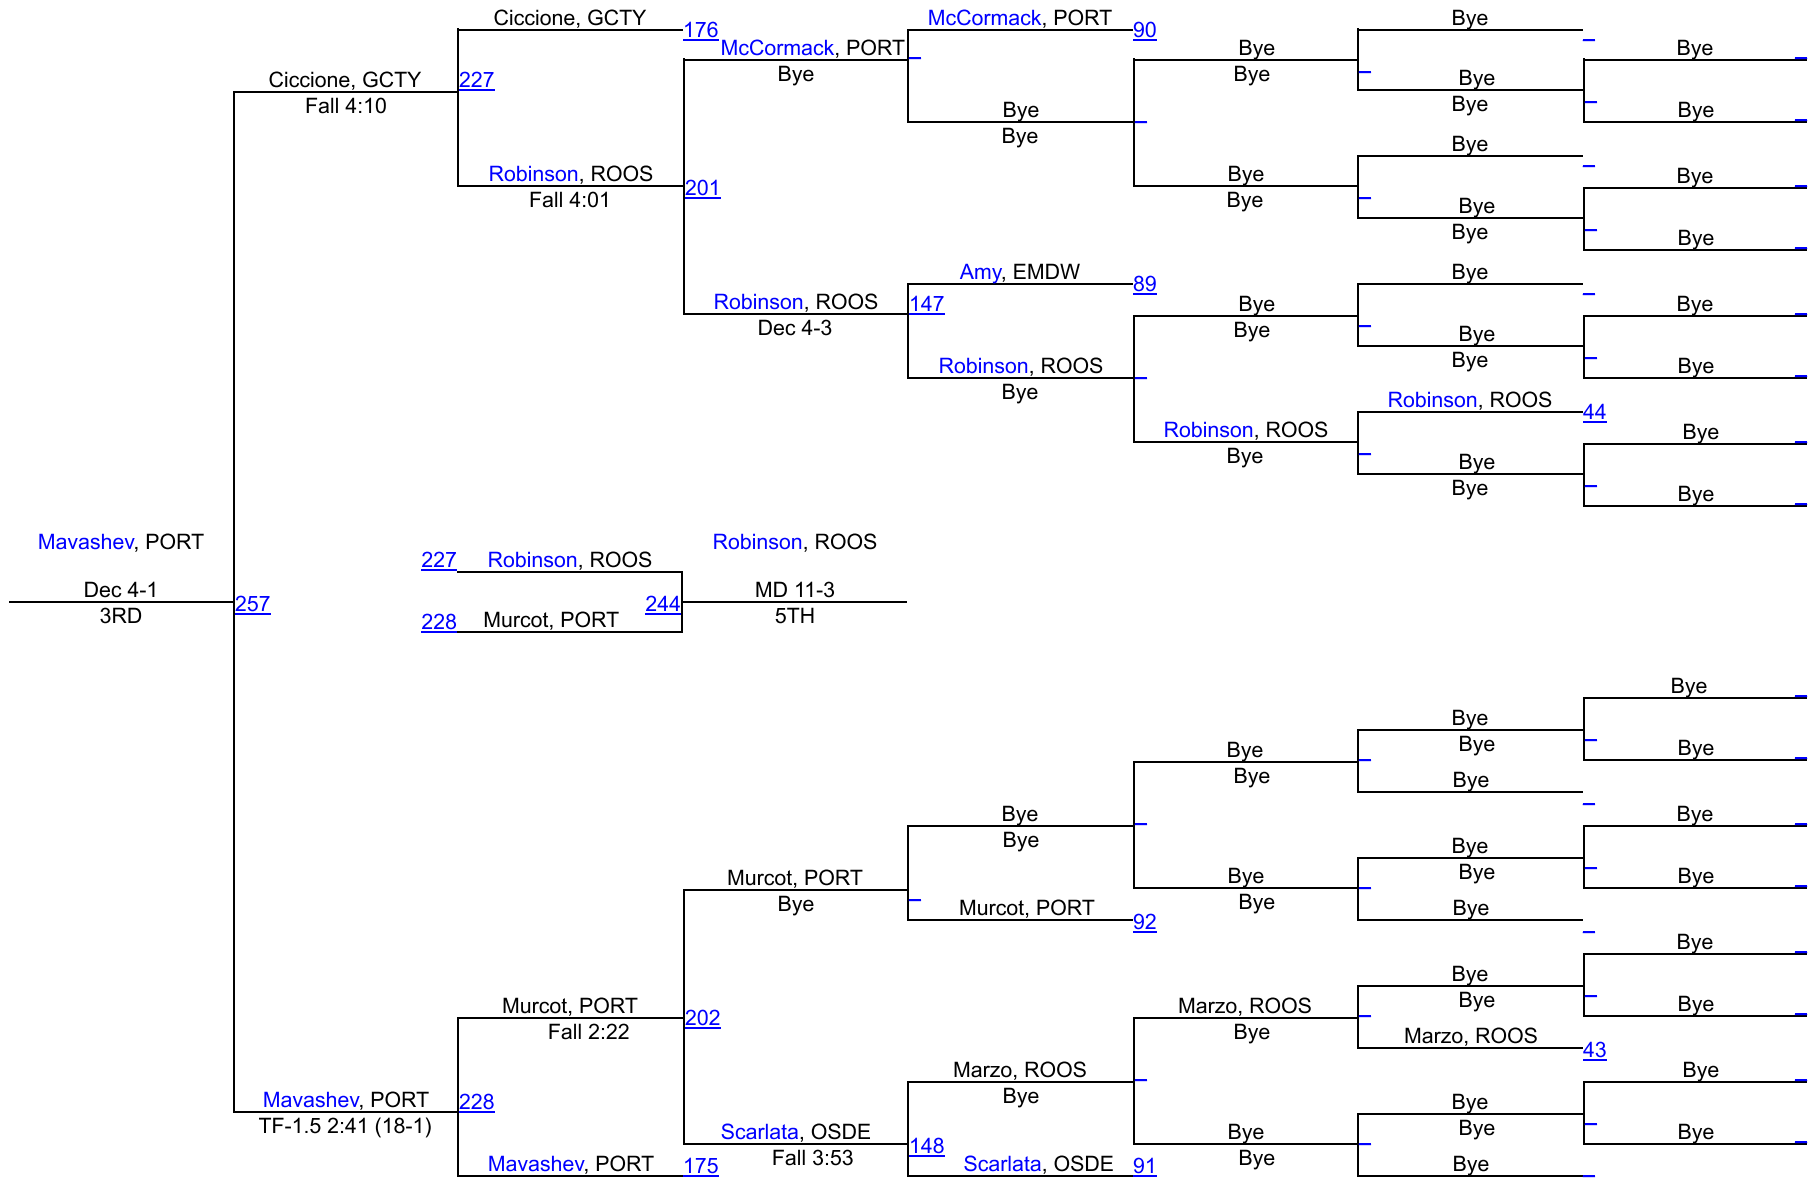 Ciccione, GCTY
176
McCormack, PORT
90
Bye
McCormack, PORT
Bye
Bye
Ciccione, GCTY
227
Bye
Bye
Bye
Fall 4:10
Bye
Bye
Bye
Bye
Bye
Robinson, ROOS
201
Bye
Bye
Fall 4:01
Bye
Bye
Bye
Bye
Amy, EMDW
89
Bye
Robinson, ROOS
147
Bye
Bye
Dec 4-3
Bye
Bye
Robinson, ROOS
Bye
Bye
Bye
Robinson, ROOS
44
Robinson, ROOS
Bye
Bye
Bye
Bye
Bye
Mavashev, PORT
Robinson, ROOS
227
Robinson, ROOS
Dec 4-1
257
244
MD 11-3
3RD
228
Murcot, PORT
5TH
Bye
Bye
Bye
Bye
Bye
Bye
Bye
Bye
Bye
Bye
Bye
Murcot, PORT
Bye
Bye
Bye
Bye
Bye
Murcot, PORT
92
Bye
Bye
Bye
Murcot, PORT
202
Marzo, ROOS
Bye
Bye
Fall 2:22
Bye
Marzo, ROOS
43
Marzo, ROOS
Bye
Bye
Mavashev, PORT
228
Bye
TF-1.5 2:41 (18-1)
Scarlata, OSDE
148
Bye
Bye
Bye
Fall 3:53
Bye
Mavashev, PORT
175
Scarlata, OSDE
91
Bye